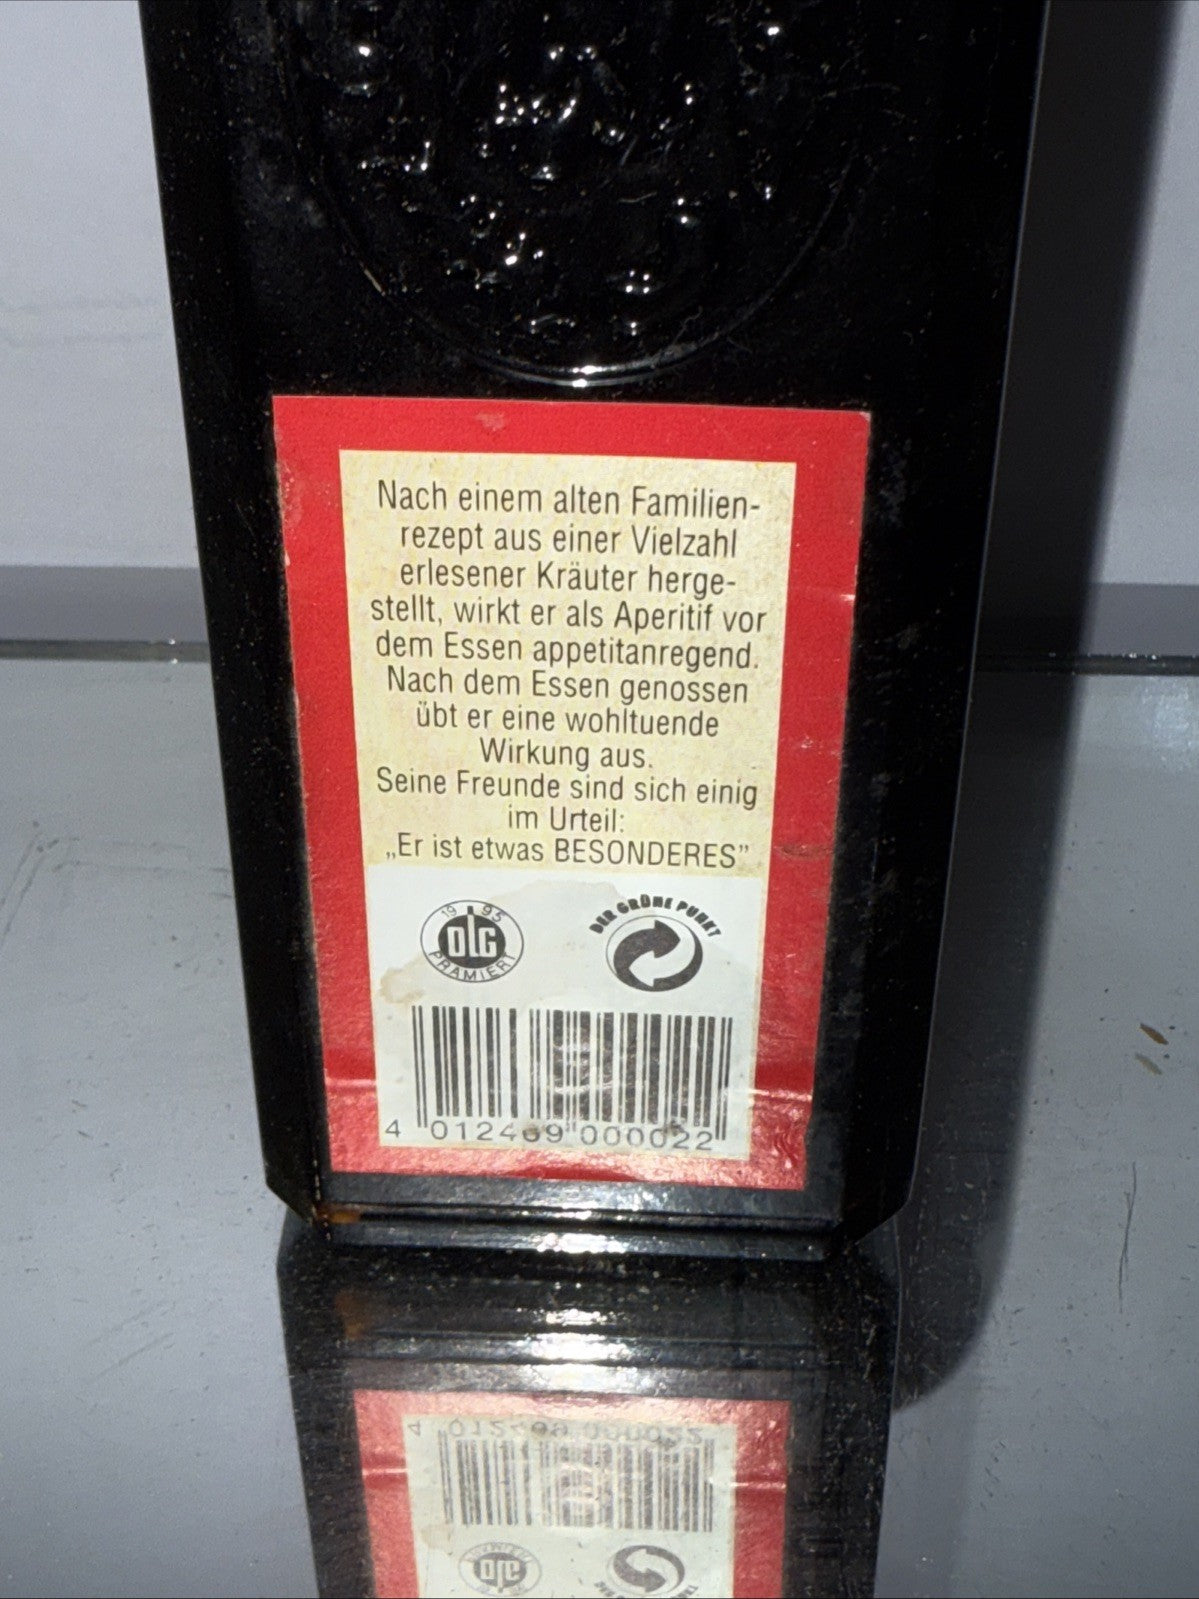 Nach einem alten Familien-
rezept aus einer Vielzahl
erlesener Kräuter herge-
stellt, wirkt er als Aperitif vor
dem Essen appetitanregend.
Nach dem Essen genossen
übt er eine wohltuende
Wirkung aus.
Seine Freunde sind sich einig
im Urteil:
„Er ist etwas BESONDERES”
19 95
DLG
PRÄMIERT
DER GRÜNE PUNKT
4 012469 000022